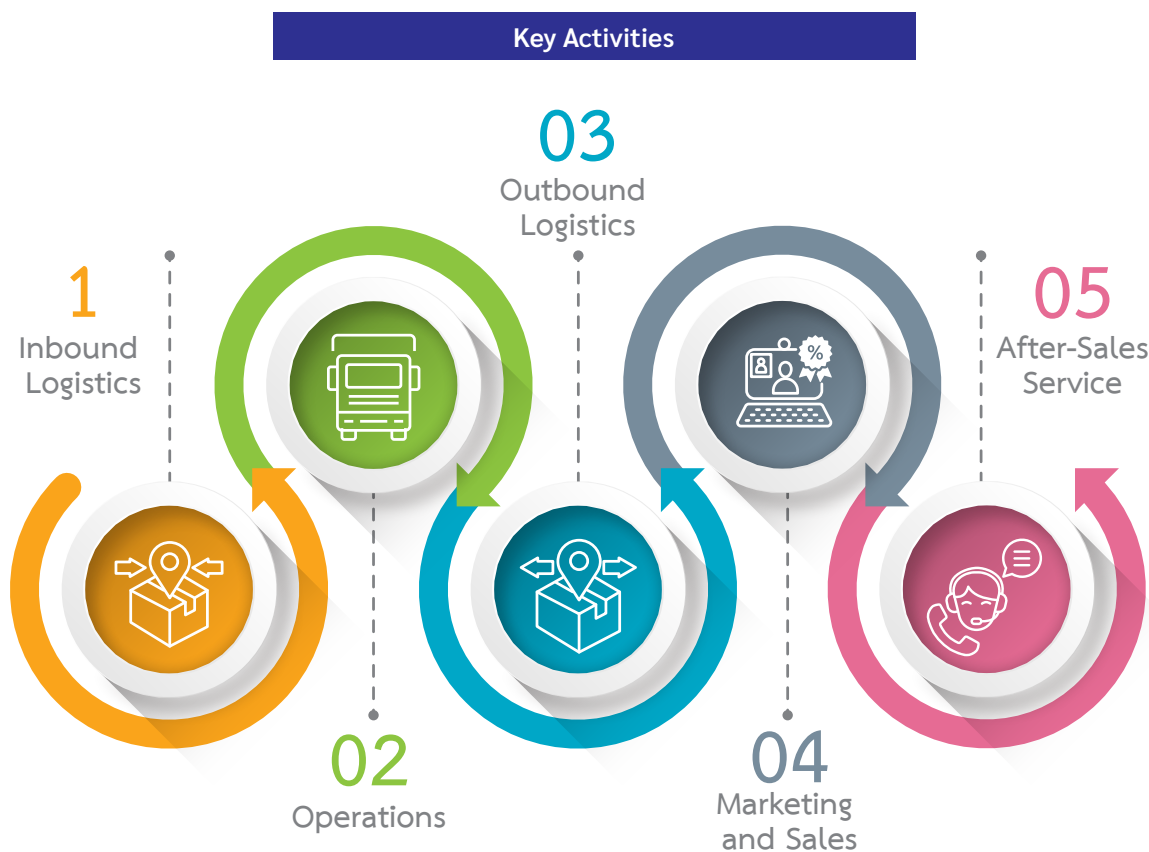 Key Activities
1
Inbound
Logistics
02
Operations
03
Outbound
Logistics
04
Marketing
and Sales
%
05
After-Sales
Service